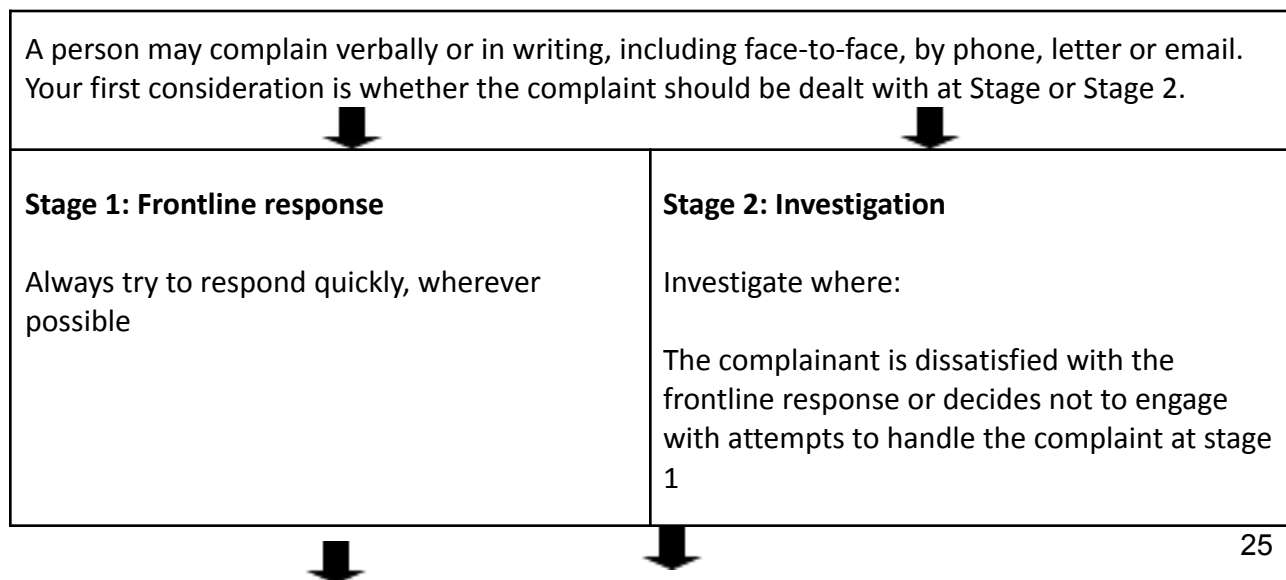 A person may complain verbally or in writing, including face-to-face, by phone, letter or email.
Your first consideration is whether the complaint should be dealt with at Stage or Stage 2.
Stage 1: Frontline response
Always try to respond quickly, wherever
possible
Stage 2: Investigation
Investigate where:
The complainant is dissatisfied with the
frontline response or decides not to engage
with attempts to handle the complaint at stage
1
25